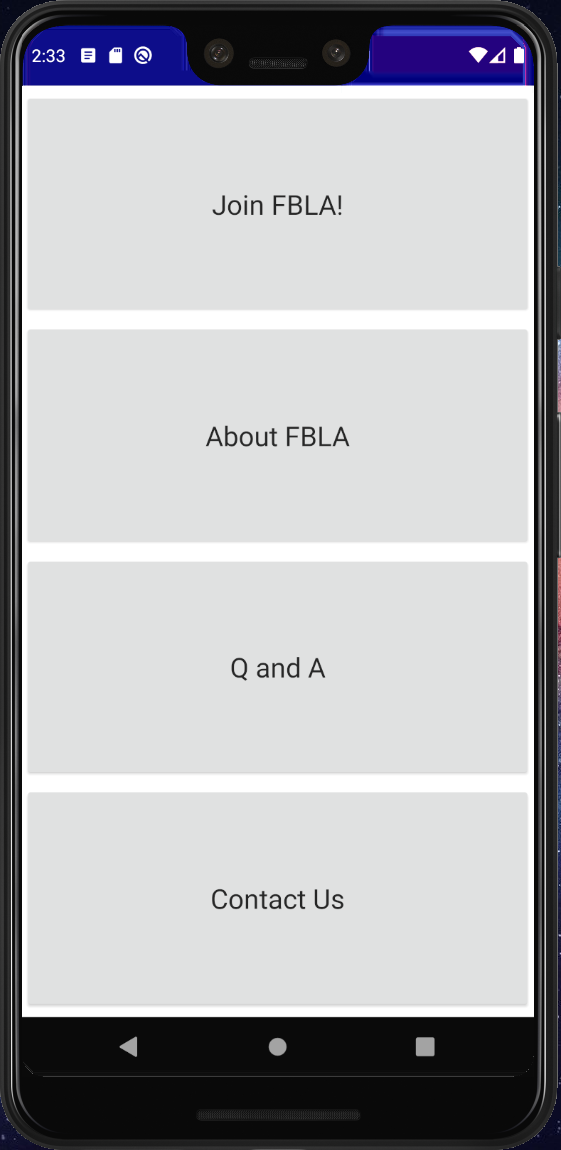 2:33
Join FBLA!
About FBLA
Q and A
Contact Us